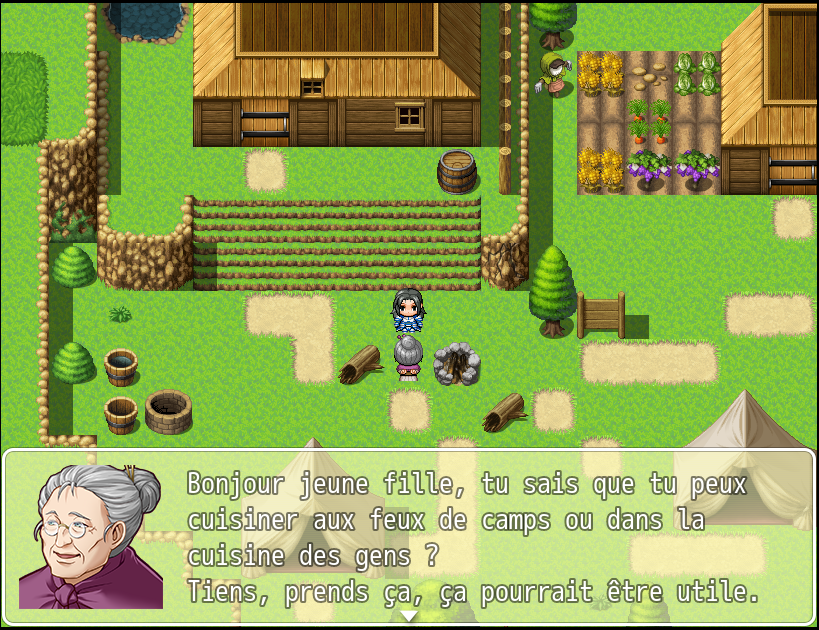 Bonjour jeune fille, tu sais que tu peux
cuisiner aux feux de camps ou dans la
cuisine des gens ?
Tiens, prends ça, ça pourrait être utile.